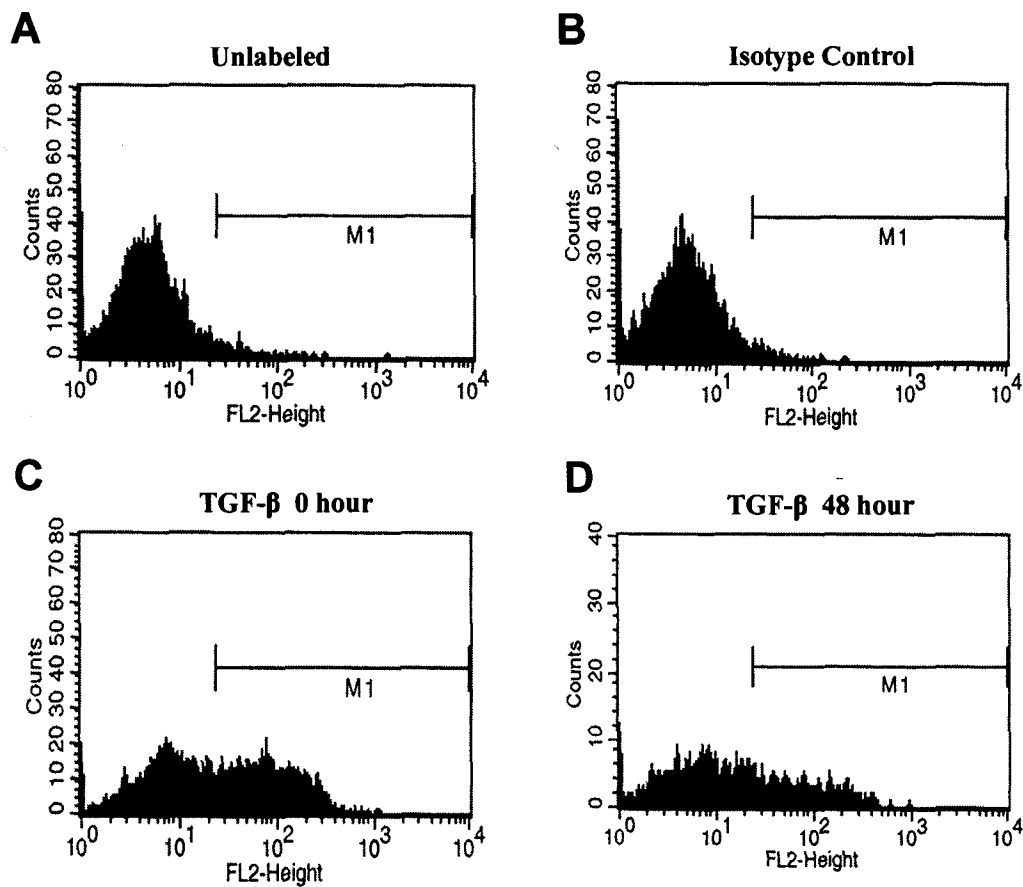 A
Unlabeled
80
70
60
50
40
30
20
10
0
Counts
M1
10^0 10^1 10^2 10^3 10^4
FL2-Height
B
Isotype Control
80
70
60
50
40
30
20
10
0
Counts
M1
10^0 10^1 10^2 10^3 10^4
FL2-Height
C
TGF-β 0 hour
80
70
60
50
40
30
20
10
0
Counts
M1
10^0 10^1 10^2 10^3 10^4
FL2-Height
D
TGF-β 48 hour
40
30
20
10
0
Counts
M1
10^0 10^1 10^2 10^3 10^4
FL2-Height